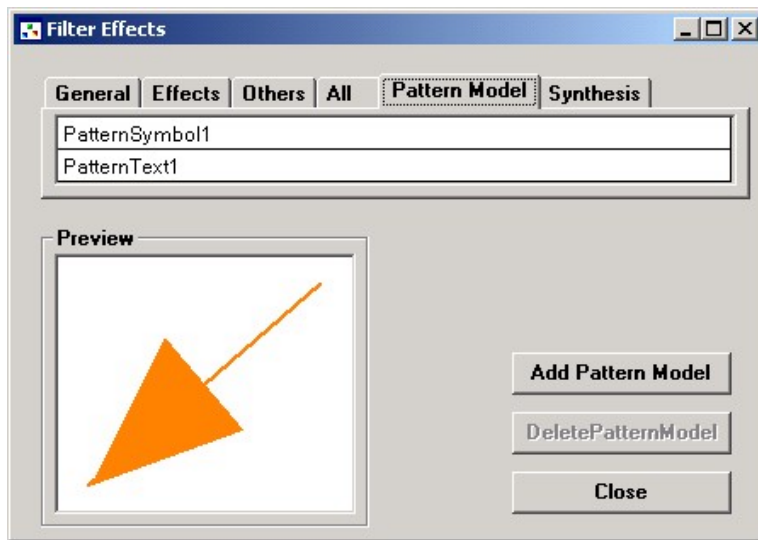 Filter Effects
General Effects Others All Pattern Model Synthesis
PatternSymbol1
PatternText1
Preview
Add Pattern Model
DeletePatternModel
Close